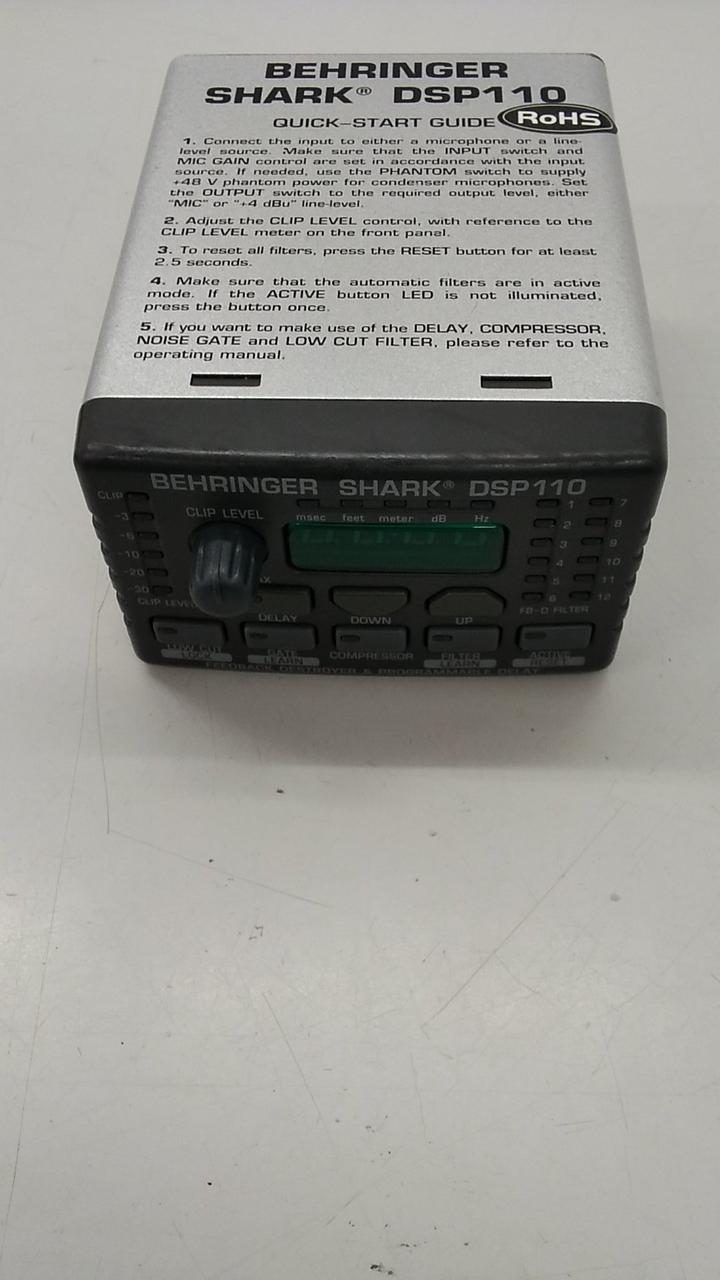 BEHRINGER
SHARK® DSP110
QUICK-START GUIDE RoHS
1. Connect the input to either a microphone or a line-
level source. Make sure that the INPUT switch and
MIC GAIN control are set in accordance with the input
source. If needed, use the PHANTOM switch to supply
+48 V phantom power for condenser microphones. Set
the OUTPUT switch to the required output level, either
"MIC" or "+4 dBu" line-level.
2. Adjust the CLIP LEVEL control, with reference to the
CLIP LEVEL meter on the front panel.
3. To reset all filters, press the RESET button for at least
2.5 seconds.
4. Make sure that the automatic filters are in active
mode. If the ACTIVE button LED is not illuminated,
press the button once.
5. If you want to make use of the DELAY, COMPRESSOR,
NOISE GATE and LOW CUT FILTER, please refer to the
operating manual.
BEHRINGER SHARK® DSP110
CLIP
-3
-6
-10
-20
-30
CLIP LEVEL
CLIP LEVEL
msec feet meter dB Hz
1 7
2 8
3 9
4 10
5 11
6 12
FB-D FILTER
DELAY DOWN UP
LOW CUT GATE COMPRESSOR FILTER ACTIVE
LOCK LEARN LEARN RESET
FEEDBACK DESTROYER & PROGRAMMABLE DELAY